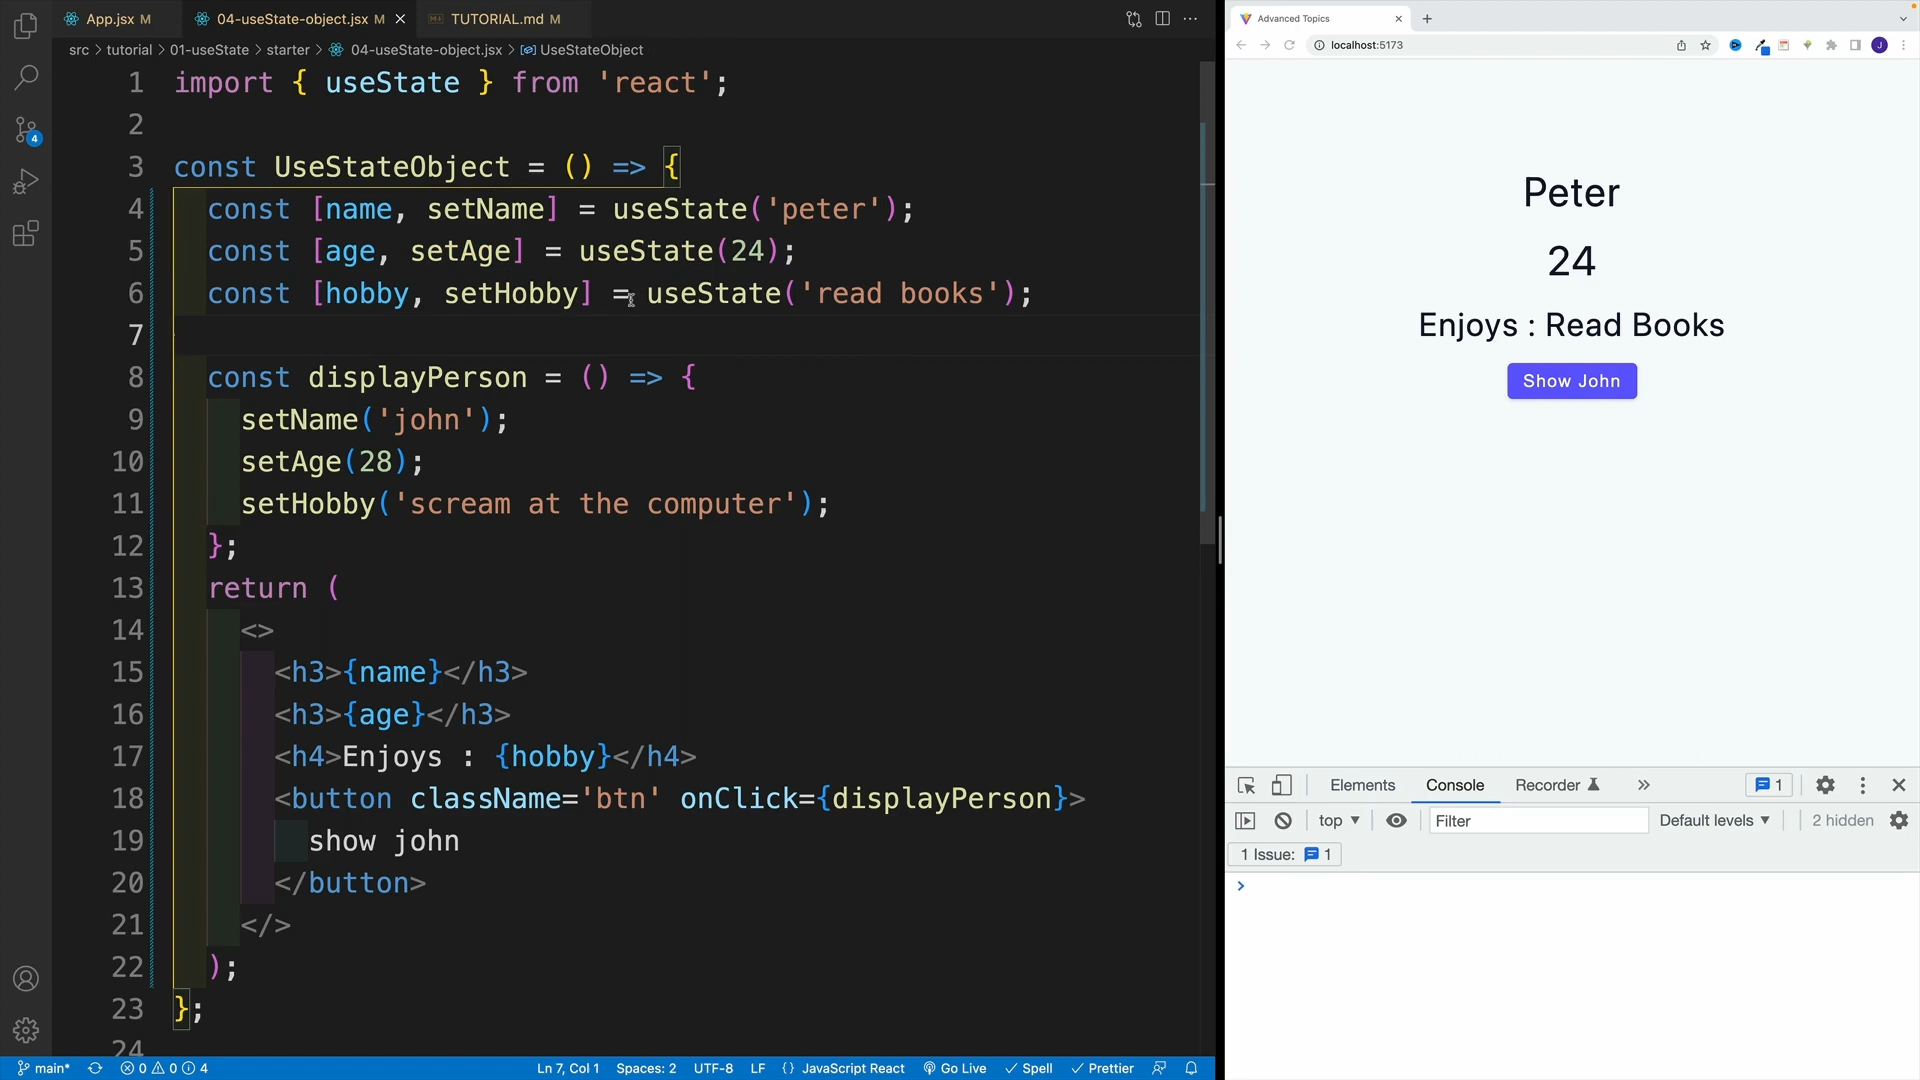 App.jsx M
04-useState-object.jsx M
TUTORIAL.md M
src > tutorial > 01-useState > starter > 04-useState-object.jsx > UseStateObject
1 import { useState } from 'react';
2
3 const UseStateObject = () => {
4 const [name, setName] = useState('peter');
5 const [age, setAge] = useState(24);
6 const [hobby, setHobby] = useState('read books');
7
8 const displayPerson = () => {
9 setName('john');
10 setAge(28);
11 setHobby('scream at the computer');
12 };
13 return (
14 <>
15 <h3>{name}</h3>
16 <h3>{age}</h3>
17 <h4>Enjoys : {hobby}</h4>
18 <button className='btn' onClick={displayPerson}>
19 show john
20 </button>
21 </>
22 );
23 };
24
4
main* 0 0 4 Ln 7, Col 1 Spaces: 2 UTF-8 LF {} JavaScript React Go Live Spell Prettier
Advanced Topics
localhost:5173
J
Peter
24
Enjoys : Read Books
Show John
Elements Console Recorder 1
top Filter Default levels 2 hidden
1 Issue: 1